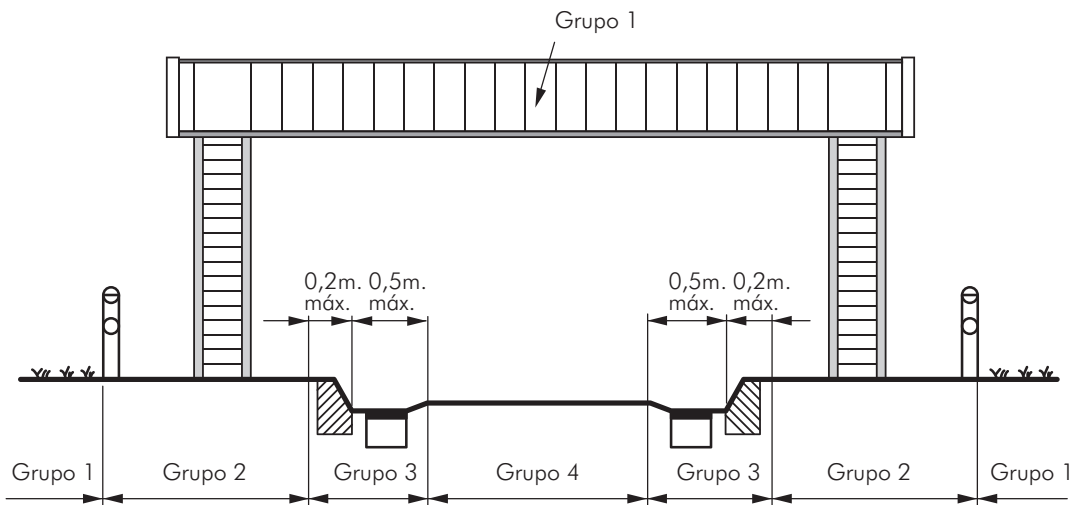 Grupo 1
0,2m. 0,5m.
máx. máx.
0,5m. 0,2m.
máx. máx.
Grupo 1 Grupo 2 Grupo 3 Grupo 4 Grupo 3 Grupo 2 Grupo 1